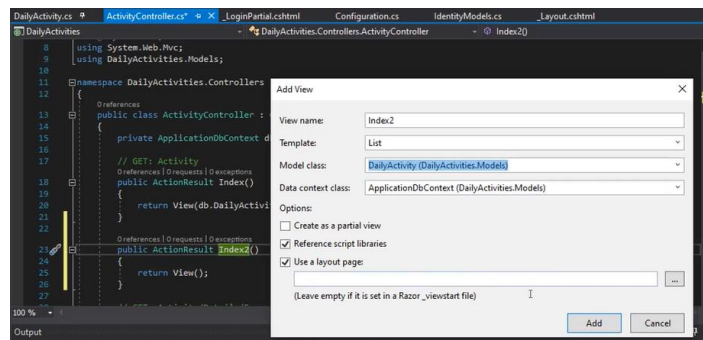 DailyActivity.cs ActivityController.cs* _LoginPartial.cshtml Configuration.cs IdentityModels.cs _Layout.cshtml
DailyActivities DailyActivities.Controllers.ActivityController Index2()
8 using System.Web.Mvc;
9 using DailyActivities.Models;
10
11 namespace DailyActivities.Controllers
12 {
0 references
13 public class ActivityController :
14 {
15 private ApplicationDbContext d
16
17 // GET: Activity
0 references | 0 requests | 0 exceptions
18 public ActionResult Index()
19 {
20 return View(db.DailyActivi
21 }
22
0 references | 0 requests | 0 exceptions
23 public ActionResult Index2()
24 {
25 return View();
26 }
27
100 %
Output
Add View
View name: Index2
Template: List
Model class: DailyActivity (DailyActivities.Models)
Data context class: ApplicationDbContext (DailyActivities.Models)
Options:
Create as a partial view
Reference script libraries
Use a layout page:
...
(Leave empty if it is set in a Razor _viewstart file)
Add Cancel